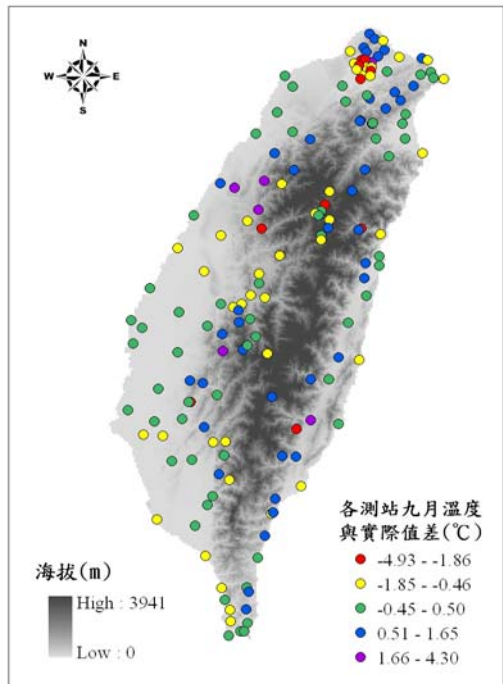 N
W E
S
各測站九月溫度
與實際值差(℃)
-4.93 - -1.86
-1.85 - -0.46
-0.45 - 0.50
0.51 - 1.65
1.66 - 4.30
海拔(m)
High : 3941
Low : 0